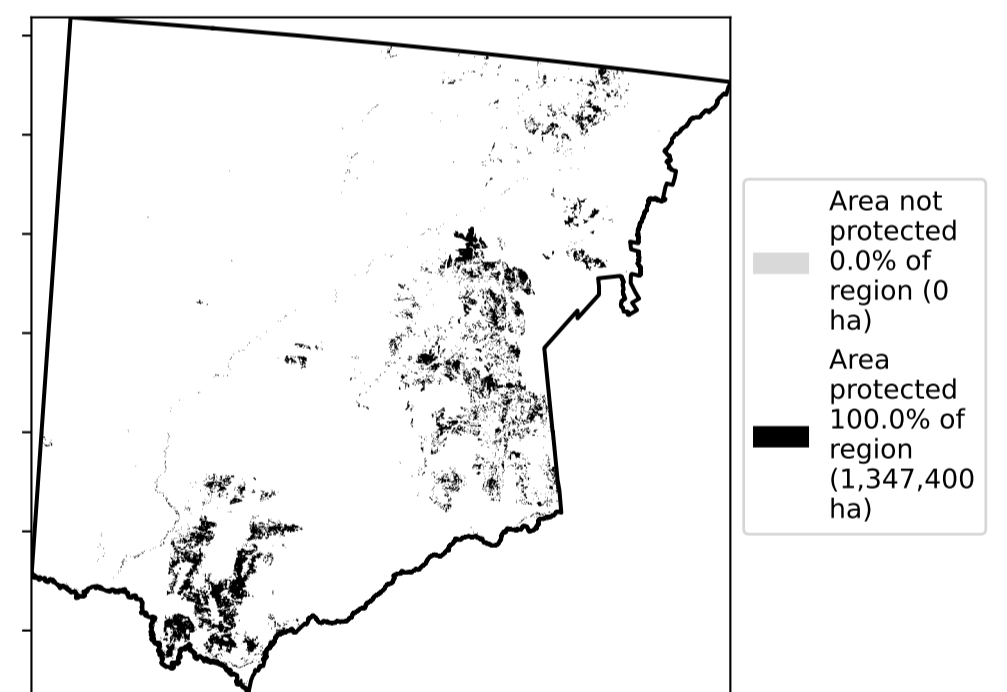 Area not
protected
0.0% of
region (0
ha)
Area
protected
100.0% of
region
(1,347,400
ha)